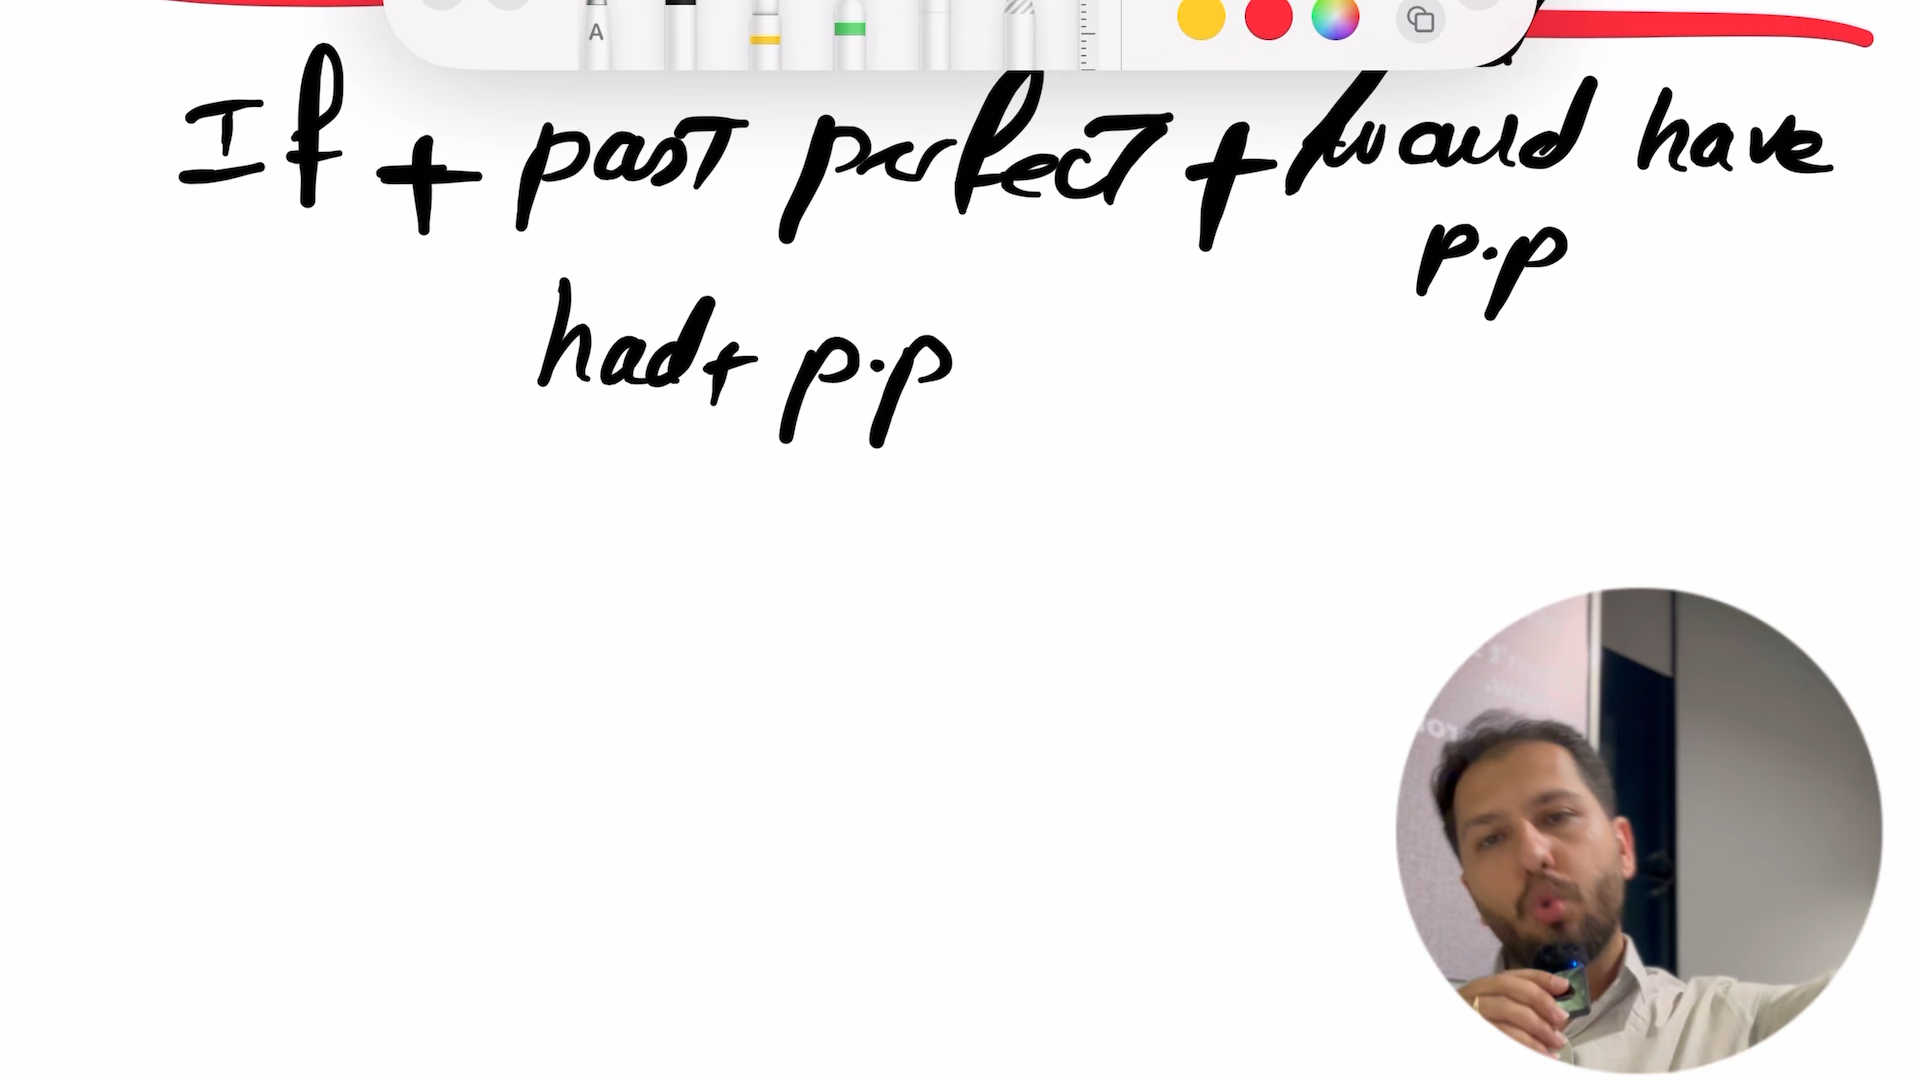 If + past perfect + would have
p.p
had + p.p
A